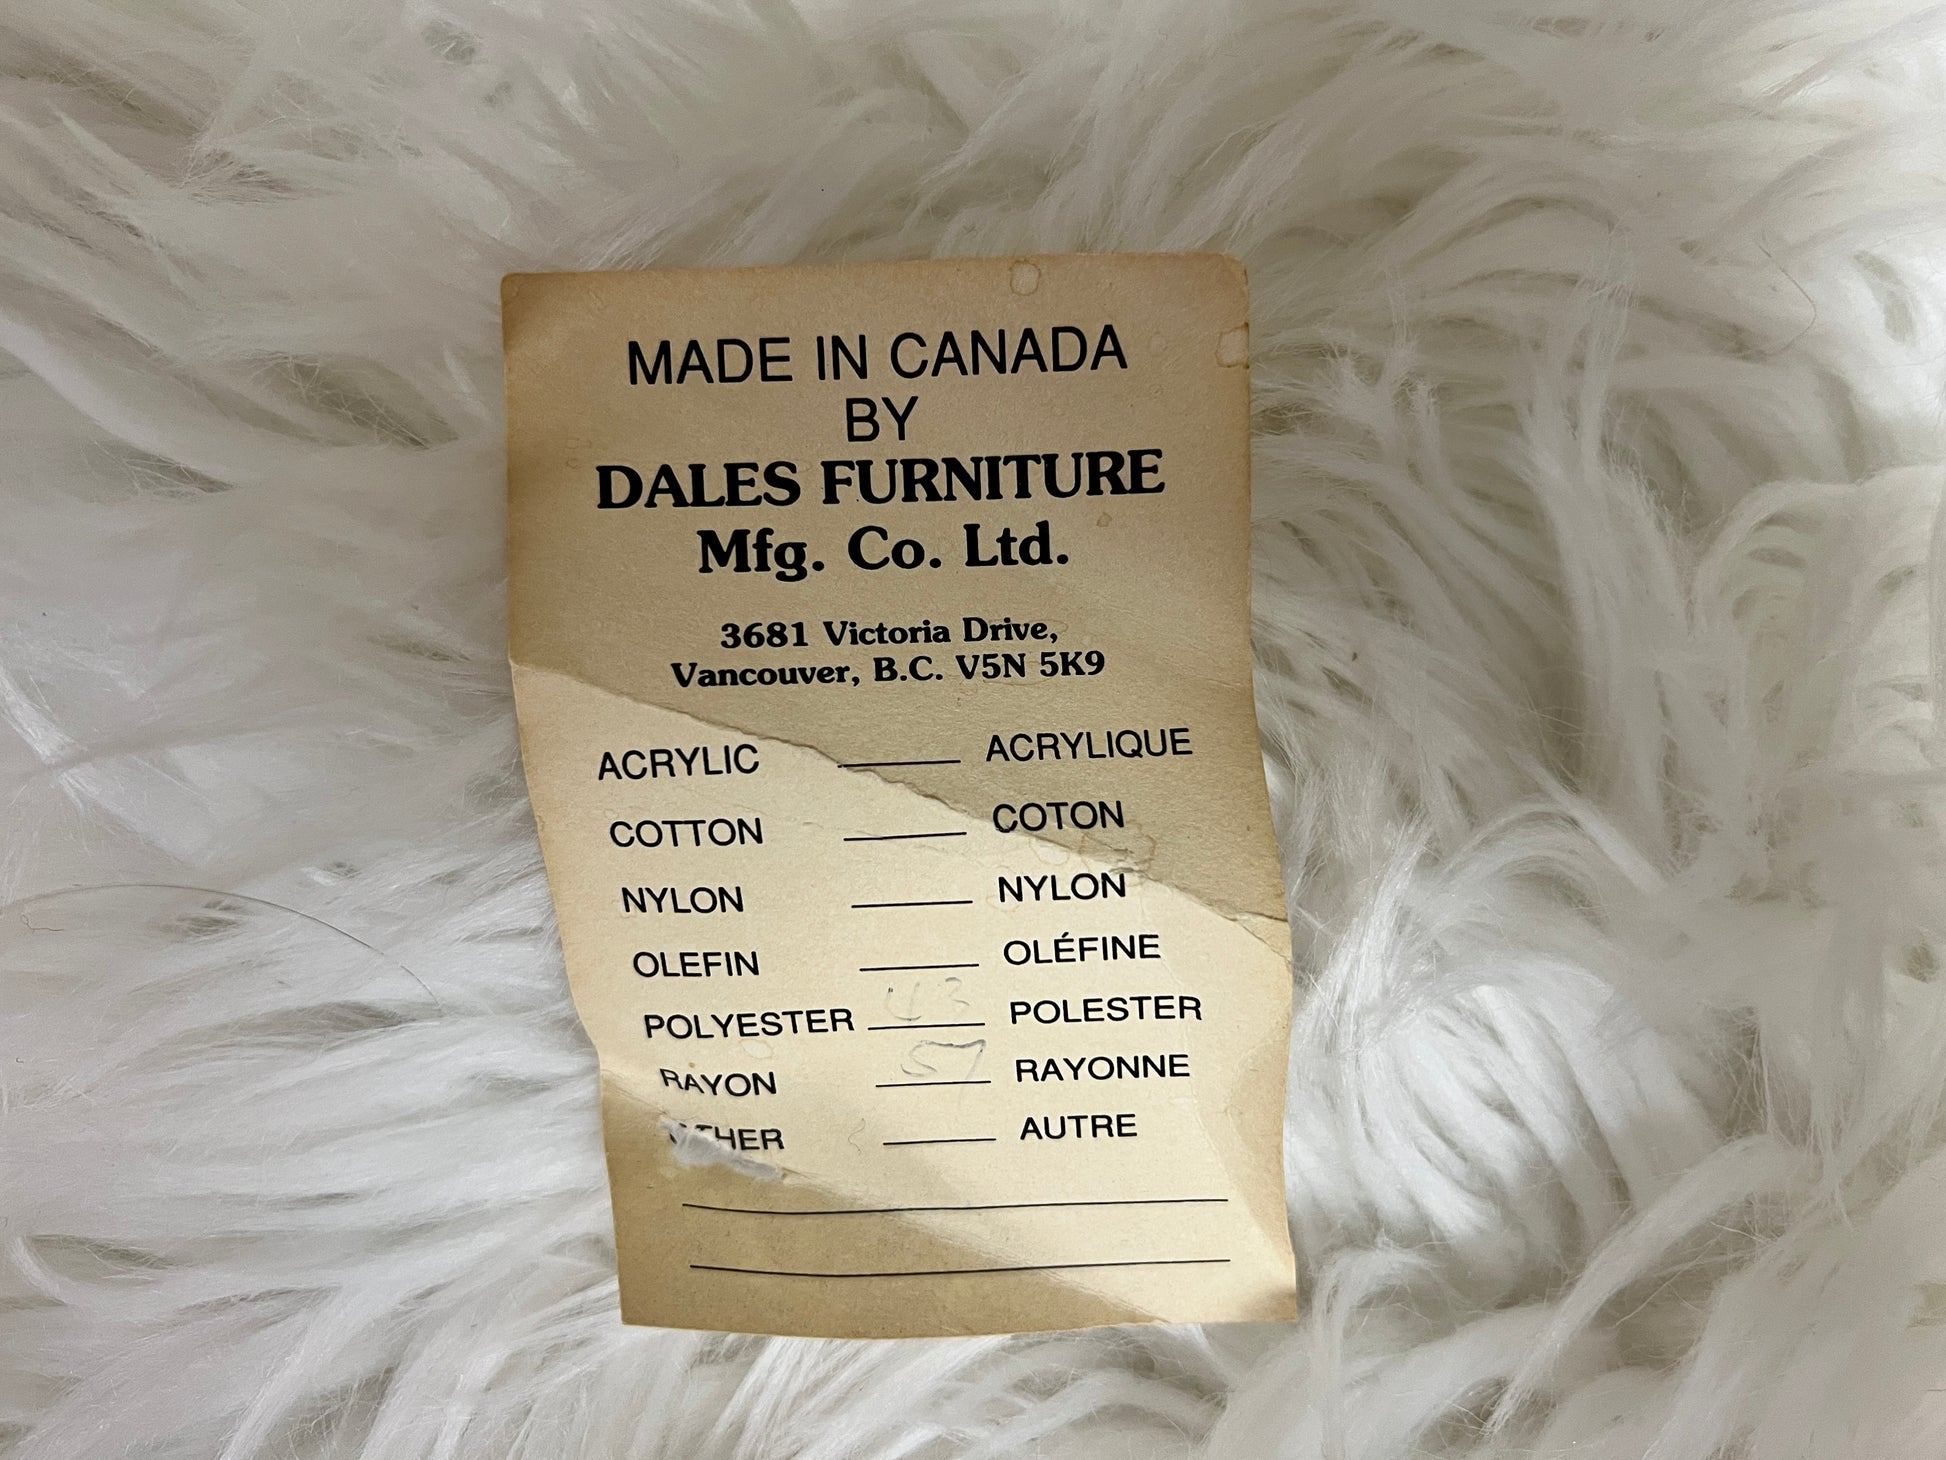 MADE IN CANADA
BY
DALES FURNITURE
Mfg. Co. Ltd.
3681 Victoria Drive,
Vancouver, B.C. V5N 5K9
ACRYLIC ACRYLIQUE
COTTON COTON
NYLON NYLON
OLEFIN OLÉFINE
POLYESTER 43 POLESTER
RAYON 57 RAYONNE
OTHER AUTRE